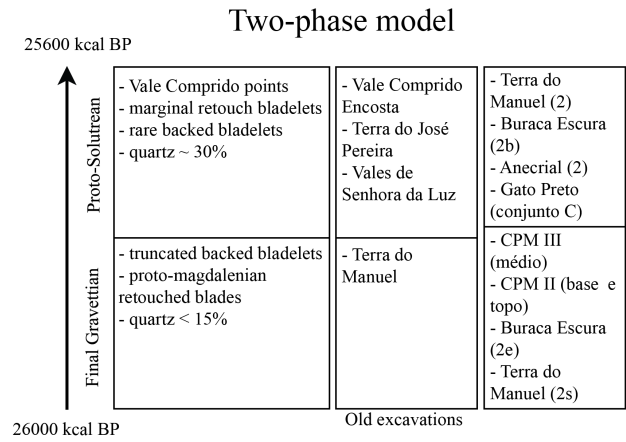 Two-phase model
25600 kcal BP
Proto-Solutrean
- Vale Comprido points
- marginal retouch bladelets
- rare backed bladelets
- quartz ~ 30%
- Vale Comprido
Encosta
- Terra do José
Pereira
- Vales de
Senhora da Luz
- Terra do
Manuel (2)
- Buraca Escura
(2b)
- Anecrial (2)
- Gato Preto
(conjunto C)
Final Gravettian
- truncated backed bladelets
- proto-magdalenian
retouched blades
- quartz < 15%
- Terra do
Manuel
- CPM III
(médio)
- CPM II (base e
topo)
- Buraca Escura
(2e)
- Terra do
Manuel (2s)
26000 kcal BP
Old excavations